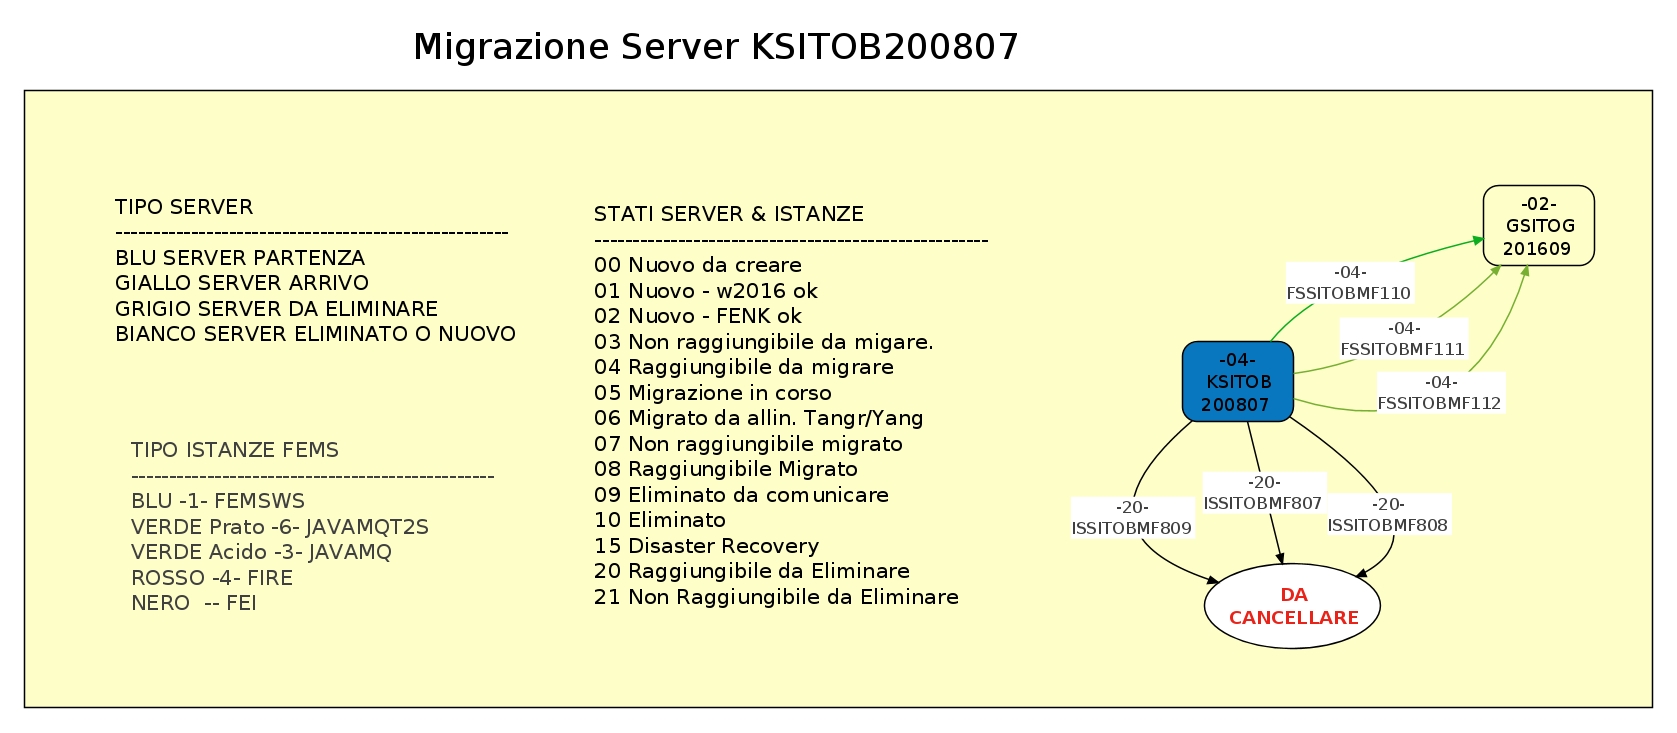 Migrazione Server KSITOB200807
TIPO SERVER
----------------------------------------------------
BLU SERVER PARTENZA
GIALLO SERVER ARRIVO
GRIGIO SERVER DA ELIMINARE
BIANCO SERVER ELIMINATO O NUOVO
TIPO ISTANZE FEMS
------------------------------------------------
BLU -1- FEMSWS
VERDE Prato -6- JAVAMQT2S
VERDE Acido -3- JAVAMQ
ROSSO -4- FIRE
NERO  -- FEI
STATI SERVER & ISTANZE
----------------------------------------------------
00 Nuovo da creare
01 Nuovo - w2016 ok
02 Nuovo - FENK ok
03 Non raggiungibile da migare.
04 Raggiungibile da migrare
05 Migrazione in corso
06 Migrato da allin. Tangr/Yang
07 Non raggiungibile migrato
08 Raggiungibile Migrato
09 Eliminato da comunicare
10 Eliminato
15 Disaster Recovery
20 Raggiungibile da Eliminare
21 Non Raggiungibile da Eliminare
-02-
GSITOG
201609
-04-
FSSITOBMF110
-04-
FSSITOBMF111
-04-
FSSITOBMF112
-04-
KSITOB
200807
-20-
ISSITOBMF809
-20-
ISSITOBMF807
-20-
ISSITOBMF808
DA
CANCELLARE